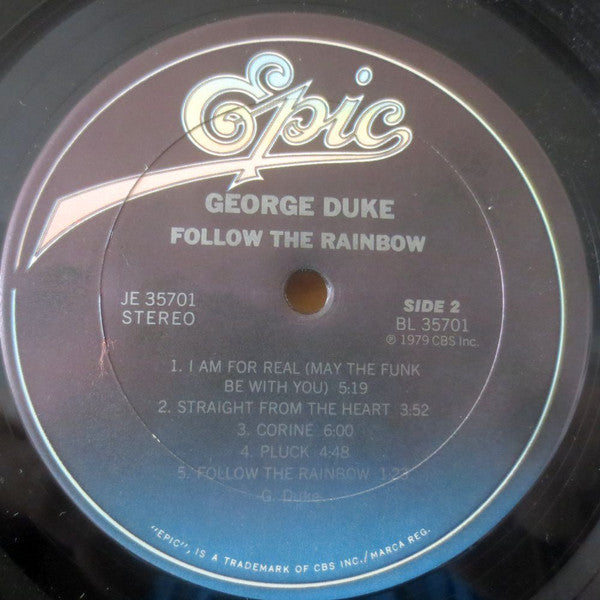 Epic
GEORGE DUKE
FOLLOW THE RAINBOW
JE 35701
STEREO
SIDE 2
BL 35701
℗ 1979 CBS Inc.
1. I AM FOR REAL (MAY THE FUNK
BE WITH YOU) 5:19
2. STRAIGHT FROM THE HEART 3:52
3. CORINE 6:00
4. PLUCK 4:48
5. FOLLOW THE RAINBOW 1:23
G. Duke
"EPIC", IS A TRADEMARK OF CBS INC./MARCA REG.